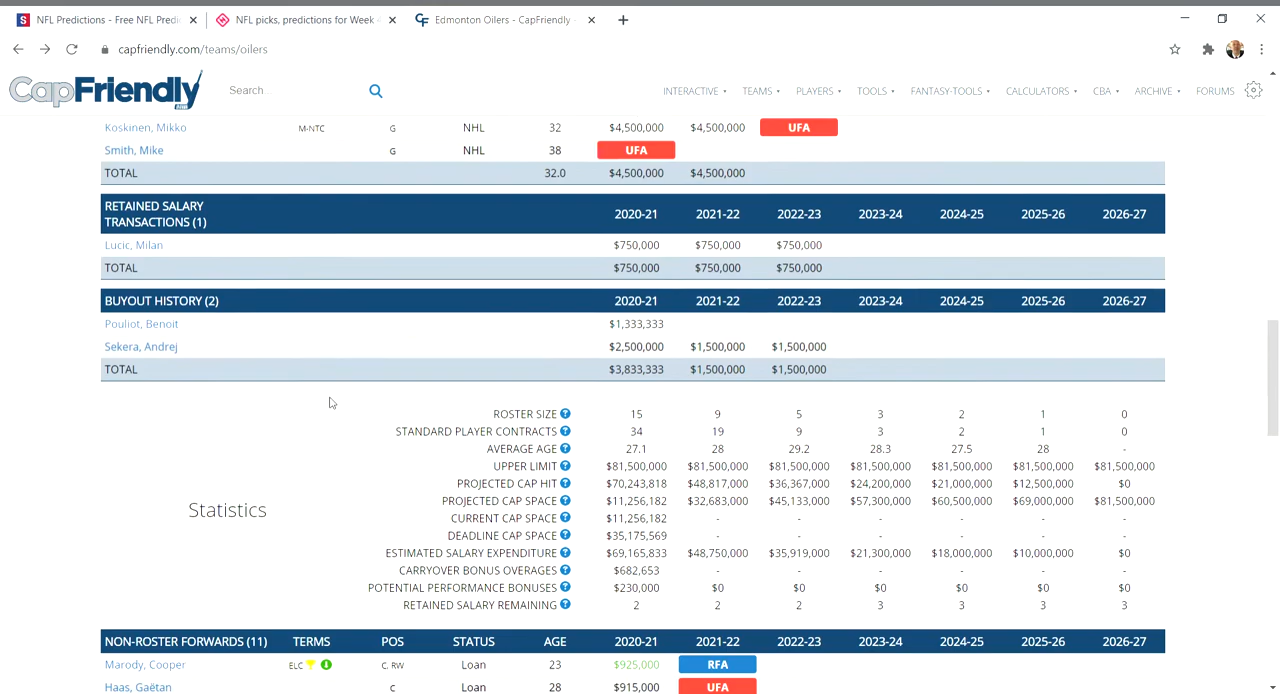 NFL Predictions - Free NFL Predi
NFL picks, predictions for Week 4
Edmonton Oilers - CapFriendly -
capfriendly.com/teams/oilers
CapFriendly
Search...
INTERACTIVE TEAMS PLAYERS TOOLS FANTASY-TOOLS CALCULATORS CBA ARCHIVE FORUMS
Koskinen, Mikko M-NTC G NHL 32 $4,500,000 $4,500,000 UFA
Smith, Mike G NHL 38 UFA
TOTAL 32.0 $4,500,000 $4,500,000
RETAINED SALARY
TRANSACTIONS (1) 2020-21 2021-22 2022-23 2023-24 2024-25 2025-26 2026-27
Lucic, Milan $750,000 $750,000 $750,000
TOTAL $750,000 $750,000 $750,000
BUYOUT HISTORY (2) 2020-21 2021-22 2022-23 2023-24 2024-25 2025-26 2026-27
Pouliot, Benoit $1,333,333
Sekera, Andrej $2,500,000 $1,500,000 $1,500,000
TOTAL $3,833,333 $1,500,000 $1,500,000
ROSTER SIZE ? 15 9 5 3 2 1 0
STANDARD PLAYER CONTRACTS ? 34 19 9 3 2 1 0
AVERAGE AGE ? 27.1 28 29.2 28.3 27.5 28 -
UPPER LIMIT ? $81,500,000 $81,500,000 $81,500,000 $81,500,000 $81,500,000 $81,500,000 $81,500,000
PROJECTED CAP HIT ? $70,243,818 $48,817,000 $36,367,000 $24,200,000 $21,000,000 $12,500,000 $0
PROJECTED CAP SPACE ? $11,256,182 $32,683,000 $45,133,000 $57,300,000 $60,500,000 $69,000,000 $81,500,000
Statistics
CURRENT CAP SPACE ? $11,256,182 - - - - - -
DEADLINE CAP SPACE ? $35,175,569 - - - - - -
ESTIMATED SALARY EXPENDITURE ? $69,165,833 $48,750,000 $35,919,000 $21,300,000 $18,000,000 $10,000,000 $0
CARRYOVER BONUS OVERAGES ? $682,653 - - - - - -
POTENTIAL PERFORMANCE BONUSES ? $230,000 $0 $0 $0 $0 $0 $0
RETAINED SALARY REMAINING ? 2 2 2 3 3 3 3
NON-ROSTER FORWARDS (11) TERMS POS STATUS AGE 2020-21 2021-22 2022-23 2023-24 2024-25 2025-26 2026-27
Marody, Cooper ELC C, RW Loan 23 $925,000 RFA
Haas, Gaëtan C Loan 28 $915,000 UFA